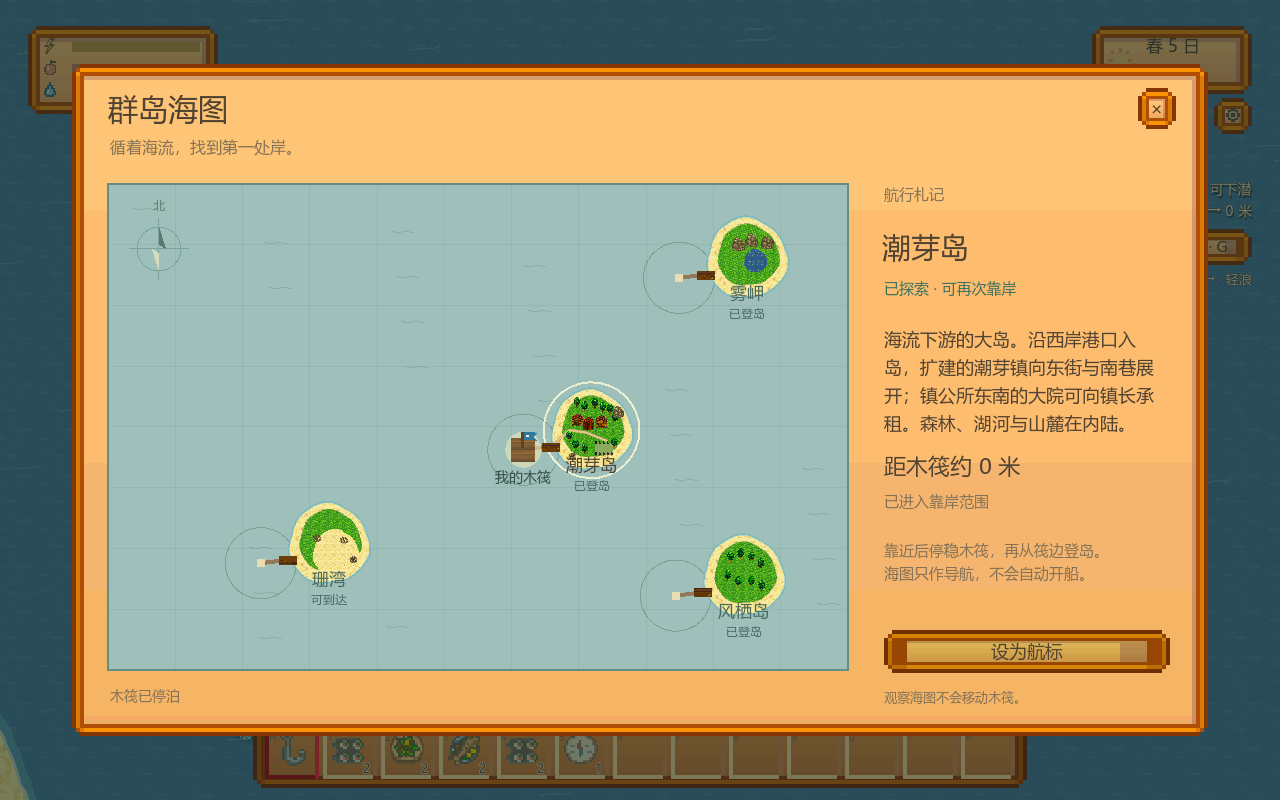 春 5 日
群岛海图
循着海流，找到第一处岸。
×
北
雾岬
已登岛
我的木筏
潮芽岛
已登岛
珊湾
可到达
风栖岛
已登岛
木筏已停泊
航行札记
潮芽岛
已探索 · 可再次靠岸
海流下游的大岛。沿西岸港口入
岛，扩建的潮芽镇向东街与南巷展
开；镇公所东南的大院可向镇长承
租。森林、湖河与山麓在内陆。
距木筏约 0 米
已进入靠岸范围
靠近后停稳木筏，再从筏边登岛。
海图只作导航，不会自动开船。
设为航标
观察海图不会移动木筏。
可下潜
→ 0 米
· G
· 轻浪
2
2
2
2
1